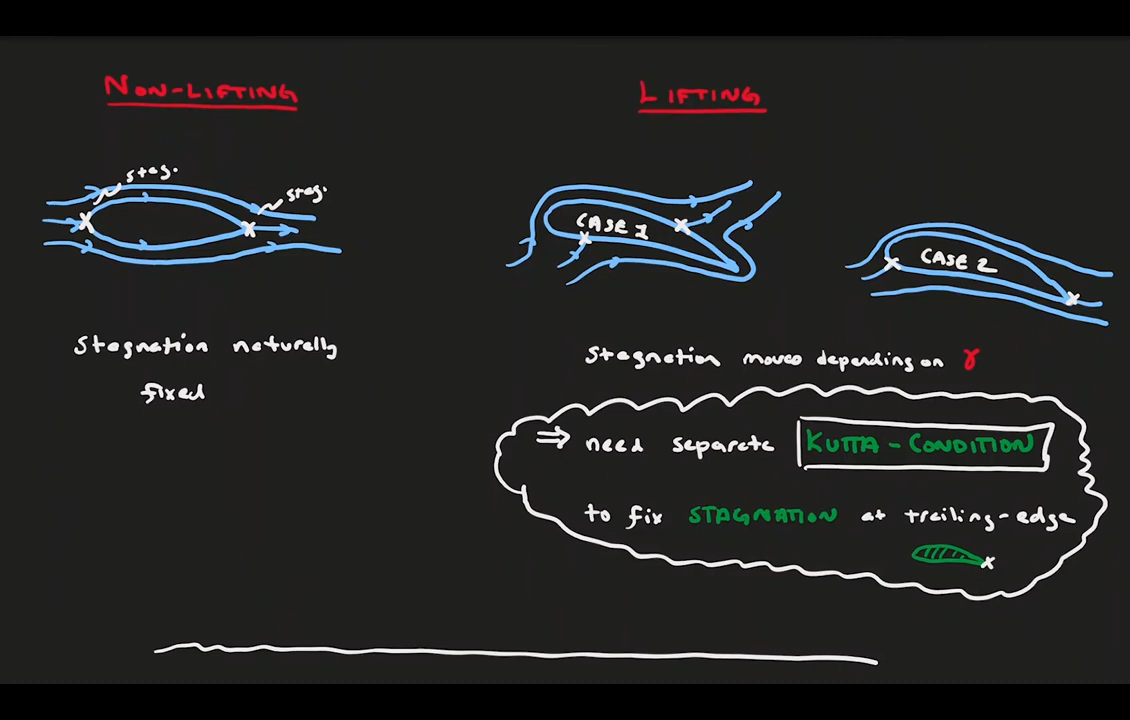 NON-LIFTING
stag.
stag.
Stagnation naturally
fixed
LIFTING
CASE 1
CASE 2
Stagnation moves depending on γ
⇒ need separate KUTTA-CONDITION
to fix STAGNATION at trailing-edge